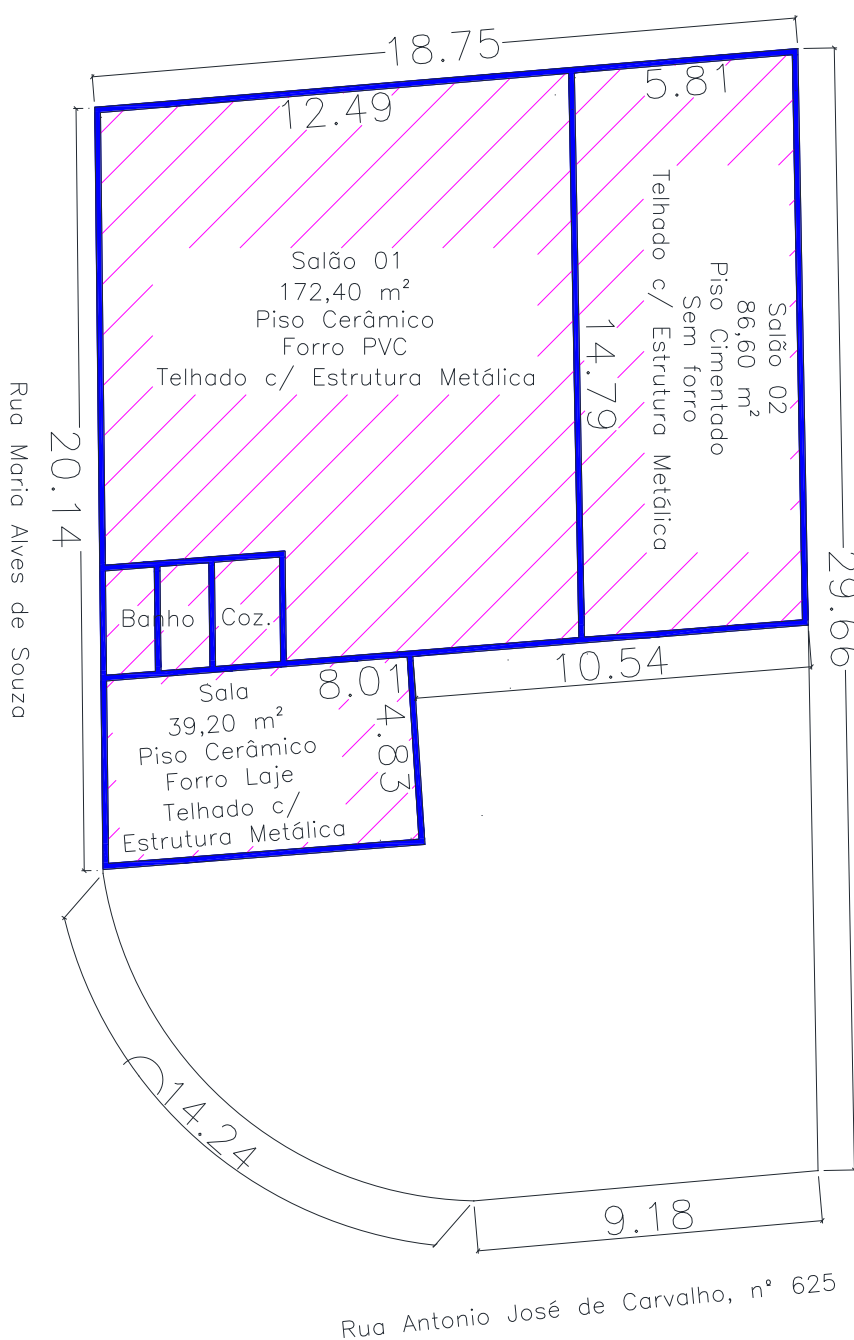 18.75
12.49
5.81
Salão 01
172,40 m²
Piso Cerâmico
Forro PVC
Telhado c/ Estrutura Metálica
Salão 02
86,60 m²
Piso Cimentado
Sem forro
Telhado c/ Estrutura Metálica
14.79
20.14
Rua Maria Alves de Souza
29.66
Banho
Coz.
10.54
8.01
4.83
Sala
39,20 m²
Piso Cerâmico
Forro Laje
Telhado c/
Estrutura Metálica
14.24
9.18
Rua Antonio José de Carvalho, n° 625